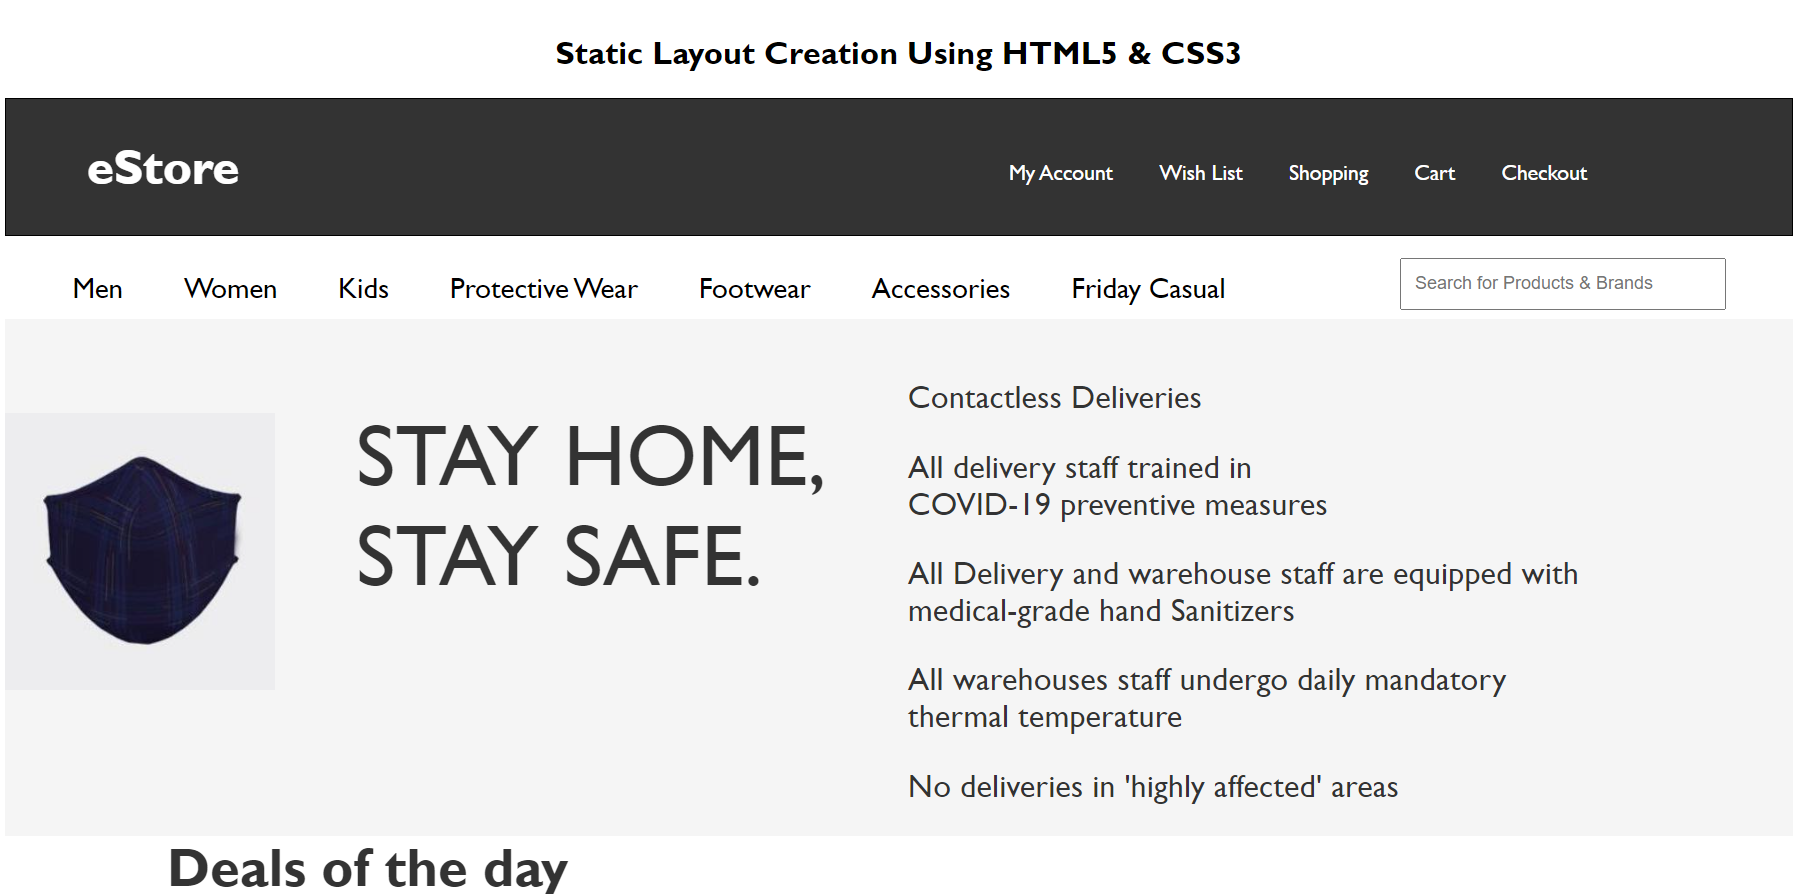 Static Layout Creation Using HTML5 & CSS3
eStore
My Account Wish List Shopping Cart Checkout
Men Women Kids Protective Wear Footwear Accessories Friday Casual Search for Products & Brands
STAY HOME,
STAY SAFE.
Contactless Deliveries
All delivery staff trained in
COVID-19 preventive measures
All Delivery and warehouse staff are equipped with
medical-grade hand Sanitizers
All warehouses staff undergo daily mandatory
thermal temperature
No deliveries in 'highly affected' areas
Deals of the day